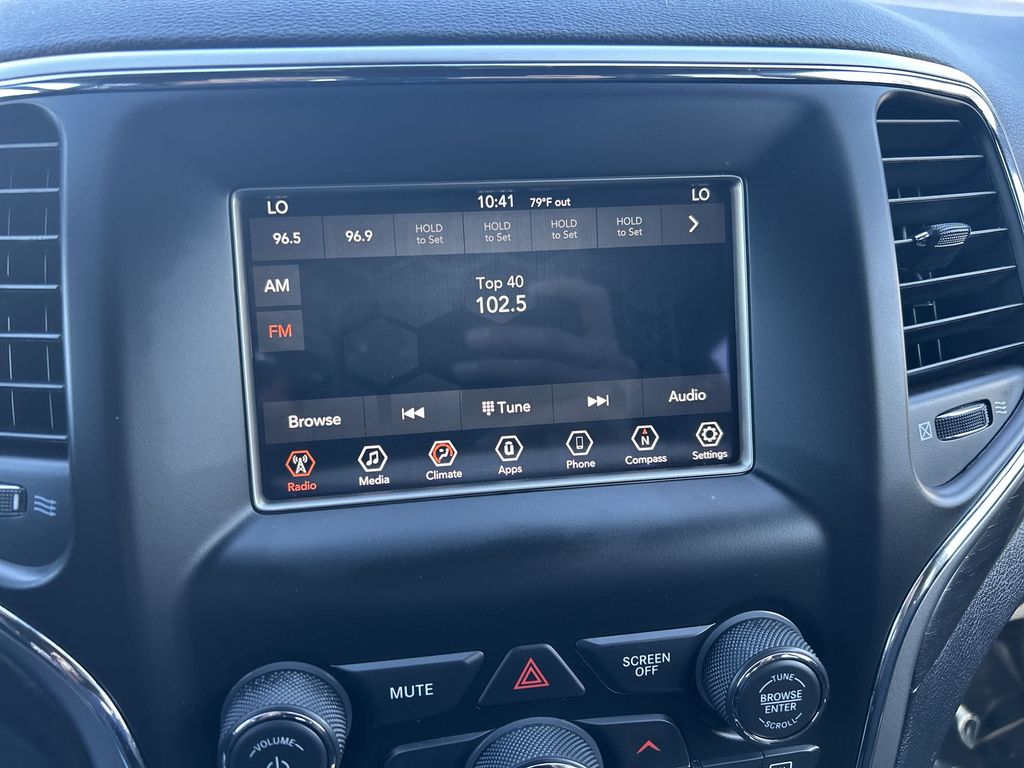 LO 10:41 79°F out LO
96.5 96.9 HOLD HOLD HOLD HOLD
to Set to Set to Set to Set
AM
Top 40
102.5
FM
Browse Tune Audio
Radio Media Climate Apps Phone Compass Settings
N
MUTE
SCREEN
OFF
TUNE
BROWSE
ENTER
SCROLL
VOLUME